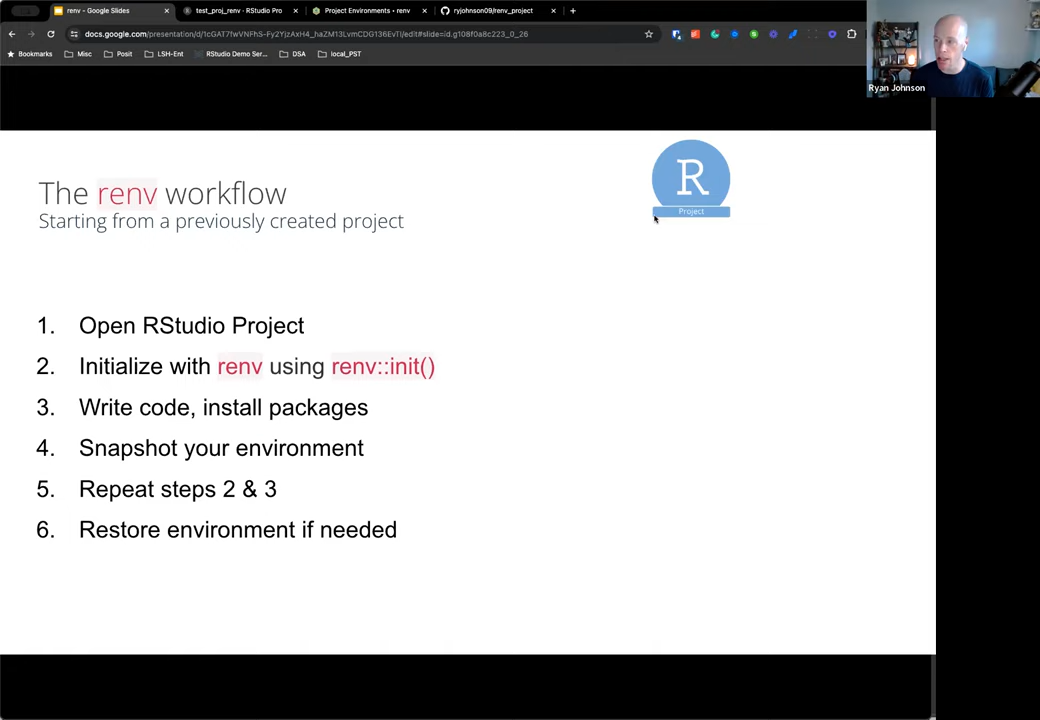 renv - Google Slides
test_proj_renv - RStudio Pro
Project Environments • renv
ryjohnson09/renv_project
Bookmarks
Misc
Posit
LSH-Ent
RStudio Demo Ser...
DSA
local_PST
Ryan Johnson
The renv workflow
Starting from a previously created project
R
Project
1. Open RStudio Project
2. Initialize with renv using renv::init()
3. Write code, install packages
4. Snapshot your environment
5. Repeat steps 2 & 3
6. Restore environment if needed